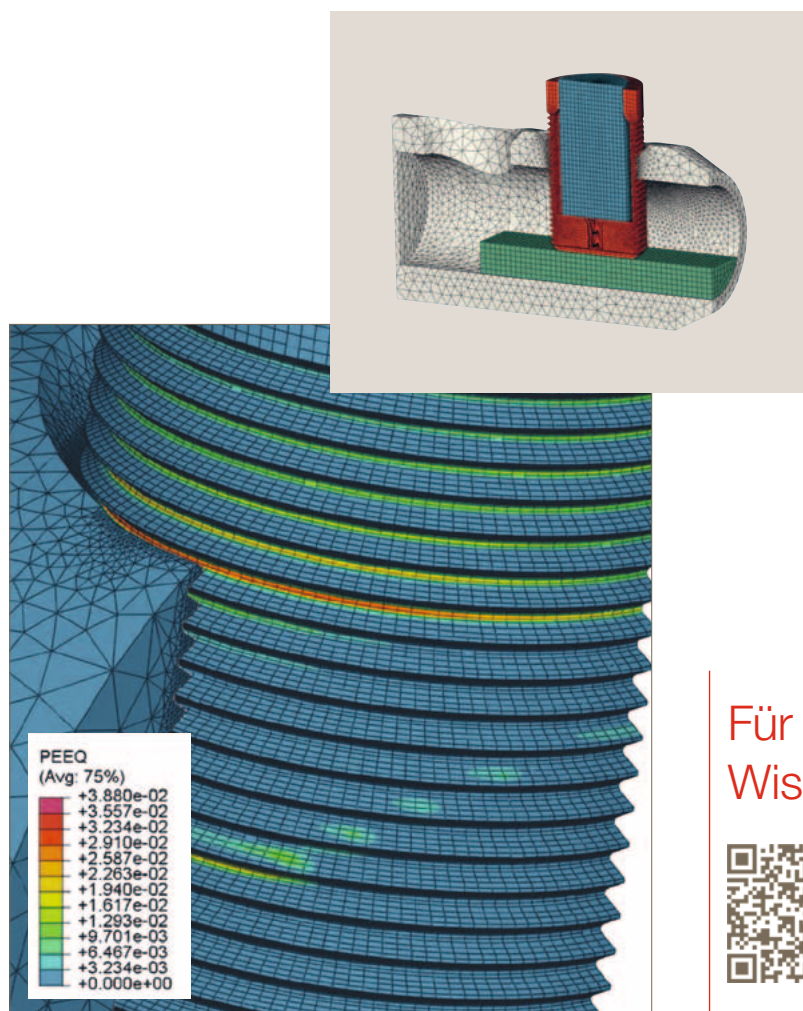 PEEQ
(Avg: 75%)
+3.880e-02
+3.557e-02
+3.234e-02
+2.910e-02
+2.587e-02
+2.263e-02
+1.940e-02
+1.617e-02
+1.293e-02
+9.701e-03
+6.467e-03
+3.234e-03
+0.000e+00
Für
Wis